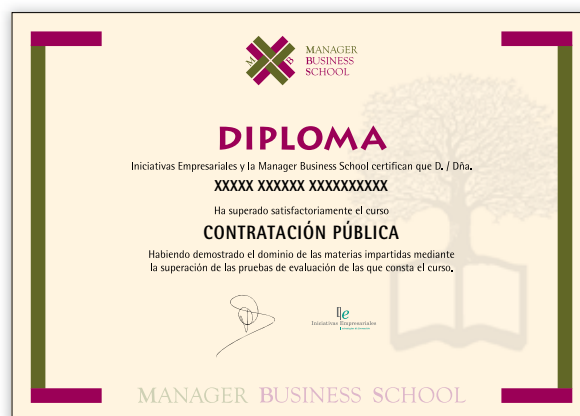 MANAGER
BUSINESS
SCHOOL
M B
DIPLOMA
Iniciativas Empresariales y la Manager Business School certifican que D. / Dña.
XXXXX XXXXXX XXXXXXXXXX
Ha superado satisfactoriamente el curso
CONTRATACIÓN PÚBLICA
Habiendo demostrado el dominio de las materias impartidas mediante
la superación de las pruebas de evaluación de las que consta el curso.
Ie
Iniciativas Empresariales
MANAGER BUSINESS SCHOOL